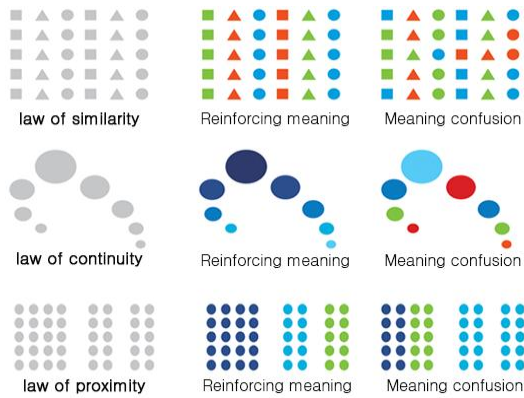 law of similarity
Reinforcing meaning
Meaning confusion
law of continuity
Reinforcing meaning
Meaning confusion
law of proximity
Reinforcing meaning
Meaning confusion